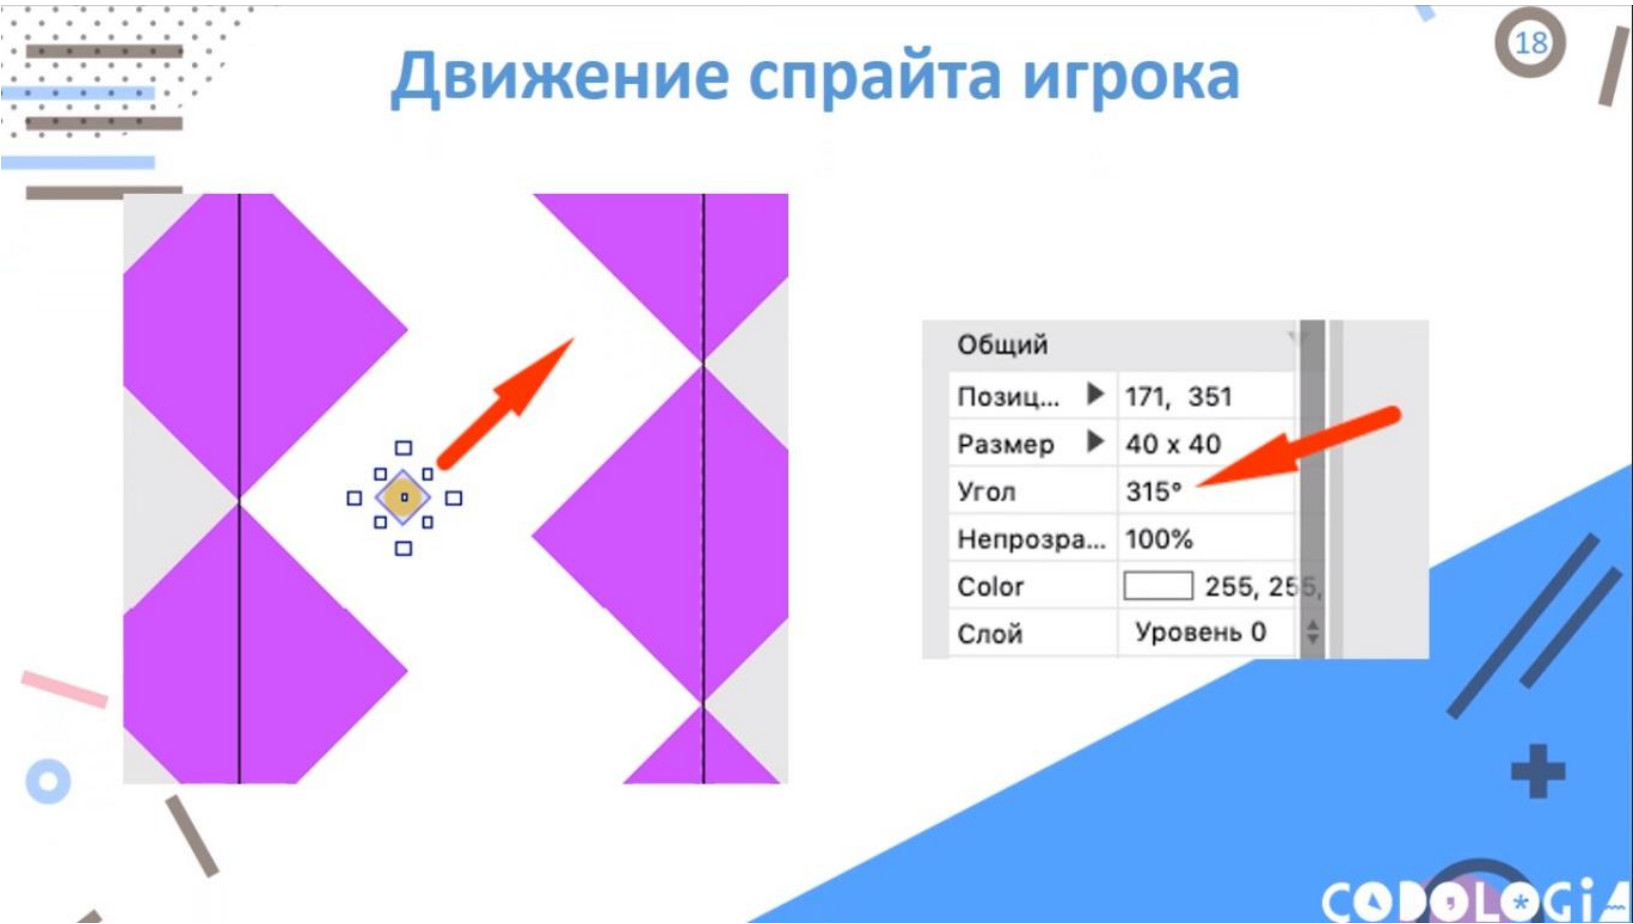 Движение спрайта игрока
18
Общий
Позиц... 171, 351
Размер 40 x 40
Угол 315°
Непрозра... 100%
Color 255, 255,
Слой Уровень 0
CODOLOGiA